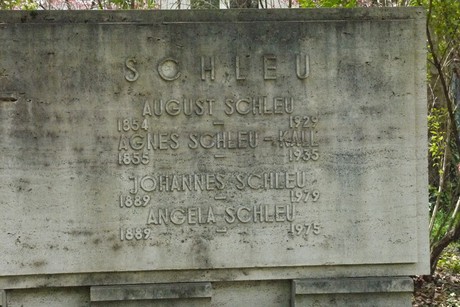 SCHLEU
AUGUST SCHLEU
1854 – 1929
AGNES SCHLEU – KALL
1855 – 1935
JOHANNES SCHLEU
1889 – 1979
ANGELA SCHLEU
1889 – 1975